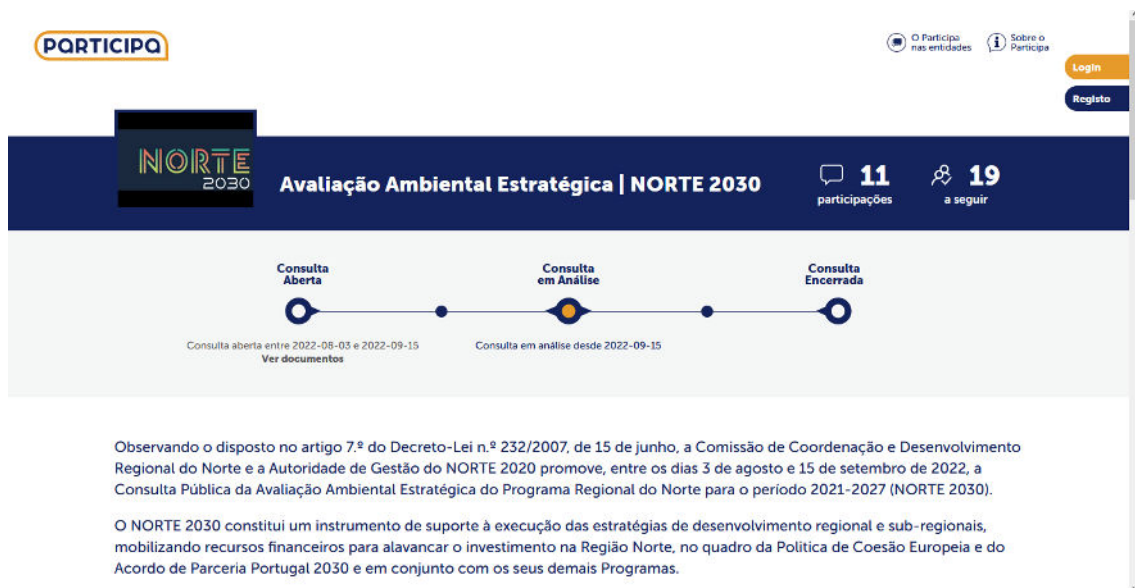 PARTICIPA
O Participa
nas entidades
Sobre o
Participa
Login
Registo
NORTE
2030
Avaliação Ambiental Estratégica | NORTE 2030
11
participações
19
a seguir
Consulta
Aberta
Consulta
em Análise
Consulta
Encerrada
Consulta aberta entre 2022-08-03 e 2022-09-15
Ver documentos
Consulta em análise desde 2022-09-15
Observando o disposto no artigo 7.º do Decreto-Lei n.º 232/2007, de 15 de junho, a Comissão de Coordenação e Desenvolvimento
Regional do Norte e a Autoridade de Gestão do NORTE 2020 promove, entre os dias 3 de agosto e 15 de setembro de 2022, a
Consulta Pública da Avaliação Ambiental Estratégica do Programa Regional do Norte para o período 2021-2027 (NORTE 2030).
O NORTE 2030 constitui um instrumento de suporte à execução das estratégias de desenvolvimento regional e sub-regionais,
mobilizando recursos financeiros para alavancar o investimento na Região Norte, no quadro da Politica de Coesão Europeia e do
Acordo de Parceria Portugal 2030 e em conjunto com os seus demais Programas.